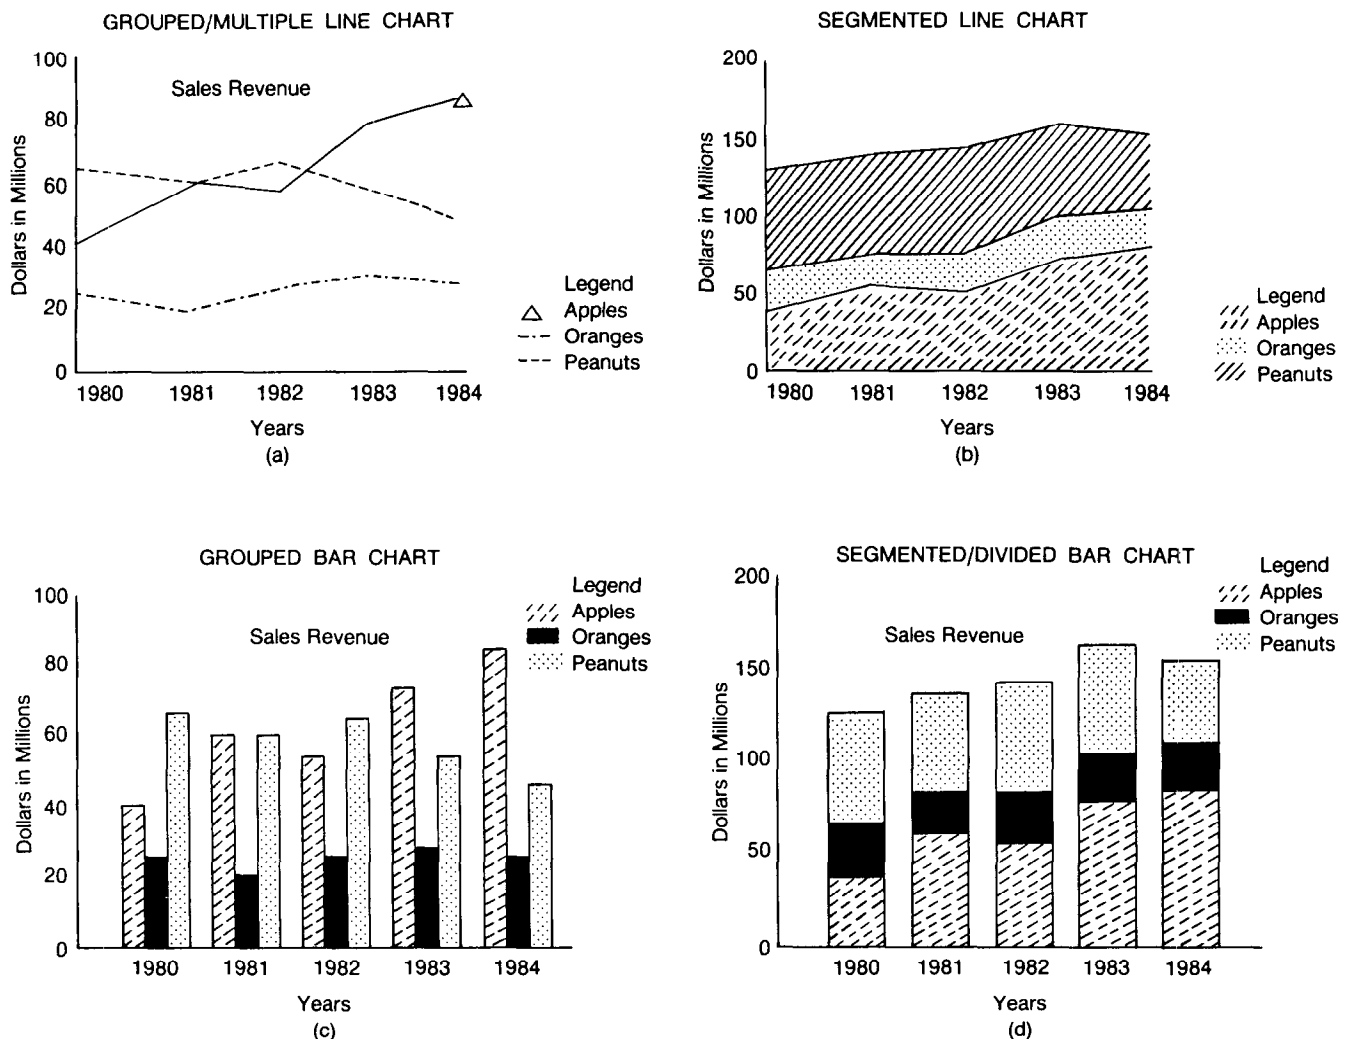 GROUPED/MULTIPLE LINE CHART
100
80
60
40
20
0
Dollars in Millions
Sales Revenue
Legend
Apples
Oranges
Peanuts
1980 1981 1982 1983 1984
Years
(a)
SEGMENTED LINE CHART
200
150
100
50
0
Dollars in Millions
Legend
Apples
Oranges
Peanuts
1980 1981 1982 1983 1984
Years
(b)
GROUPED BAR CHART
100
80
60
40
20
0
Dollars in Millions
Sales Revenue
Legend
Apples
Oranges
Peanuts
1980 1981 1982 1983 1984
Years
(c)
SEGMENTED/DIVIDED BAR CHART
200
150
100
50
0
Dollars in Millions
Sales Revenue
Legend
Apples
Oranges
Peanuts
1980 1981 1982 1983 1984
Years
(d)